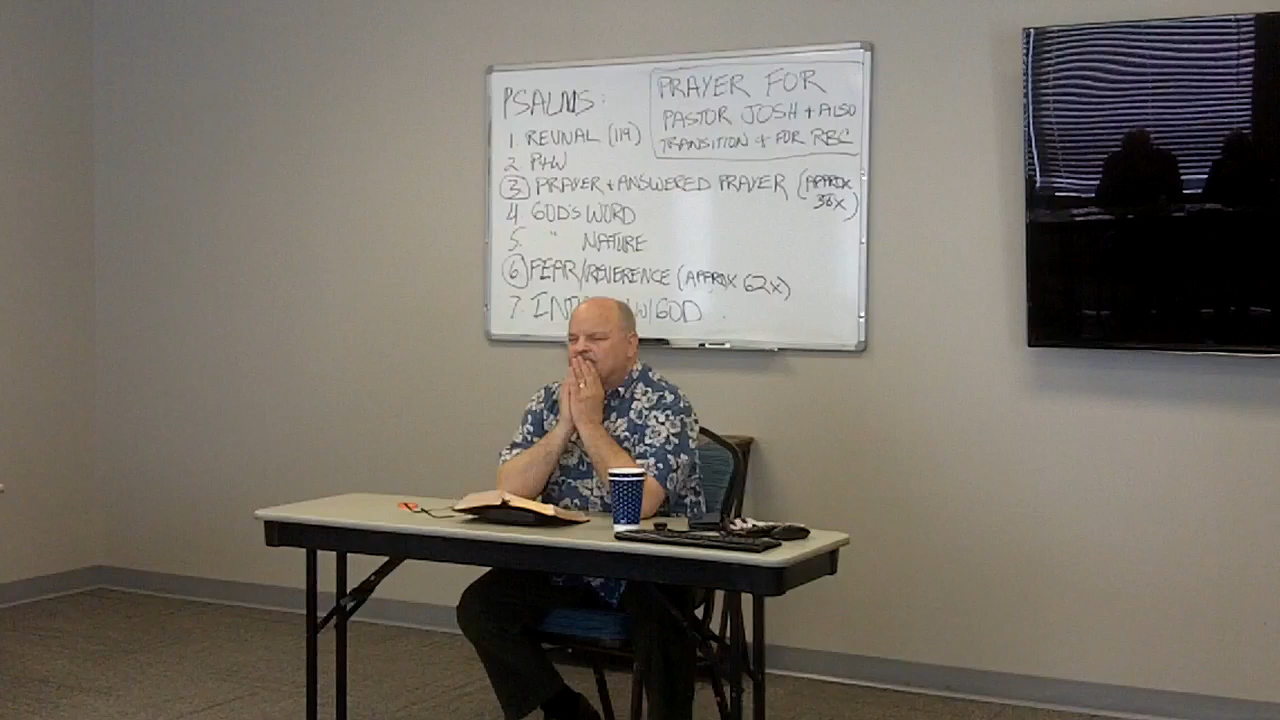 PSALMS:
1. REVIVAL (119)
2 P+W
3 PRAYER + ANSWERED PRAYER (APPROX 36X)
4. GOD'S WORD
5. " NATURE
6 FEAR/REVERENCE (APPROX 62X)
7. W/GOD
PRAYER FOR
PASTOR JOSH + ALSO
TRANSITION + FOR RBC